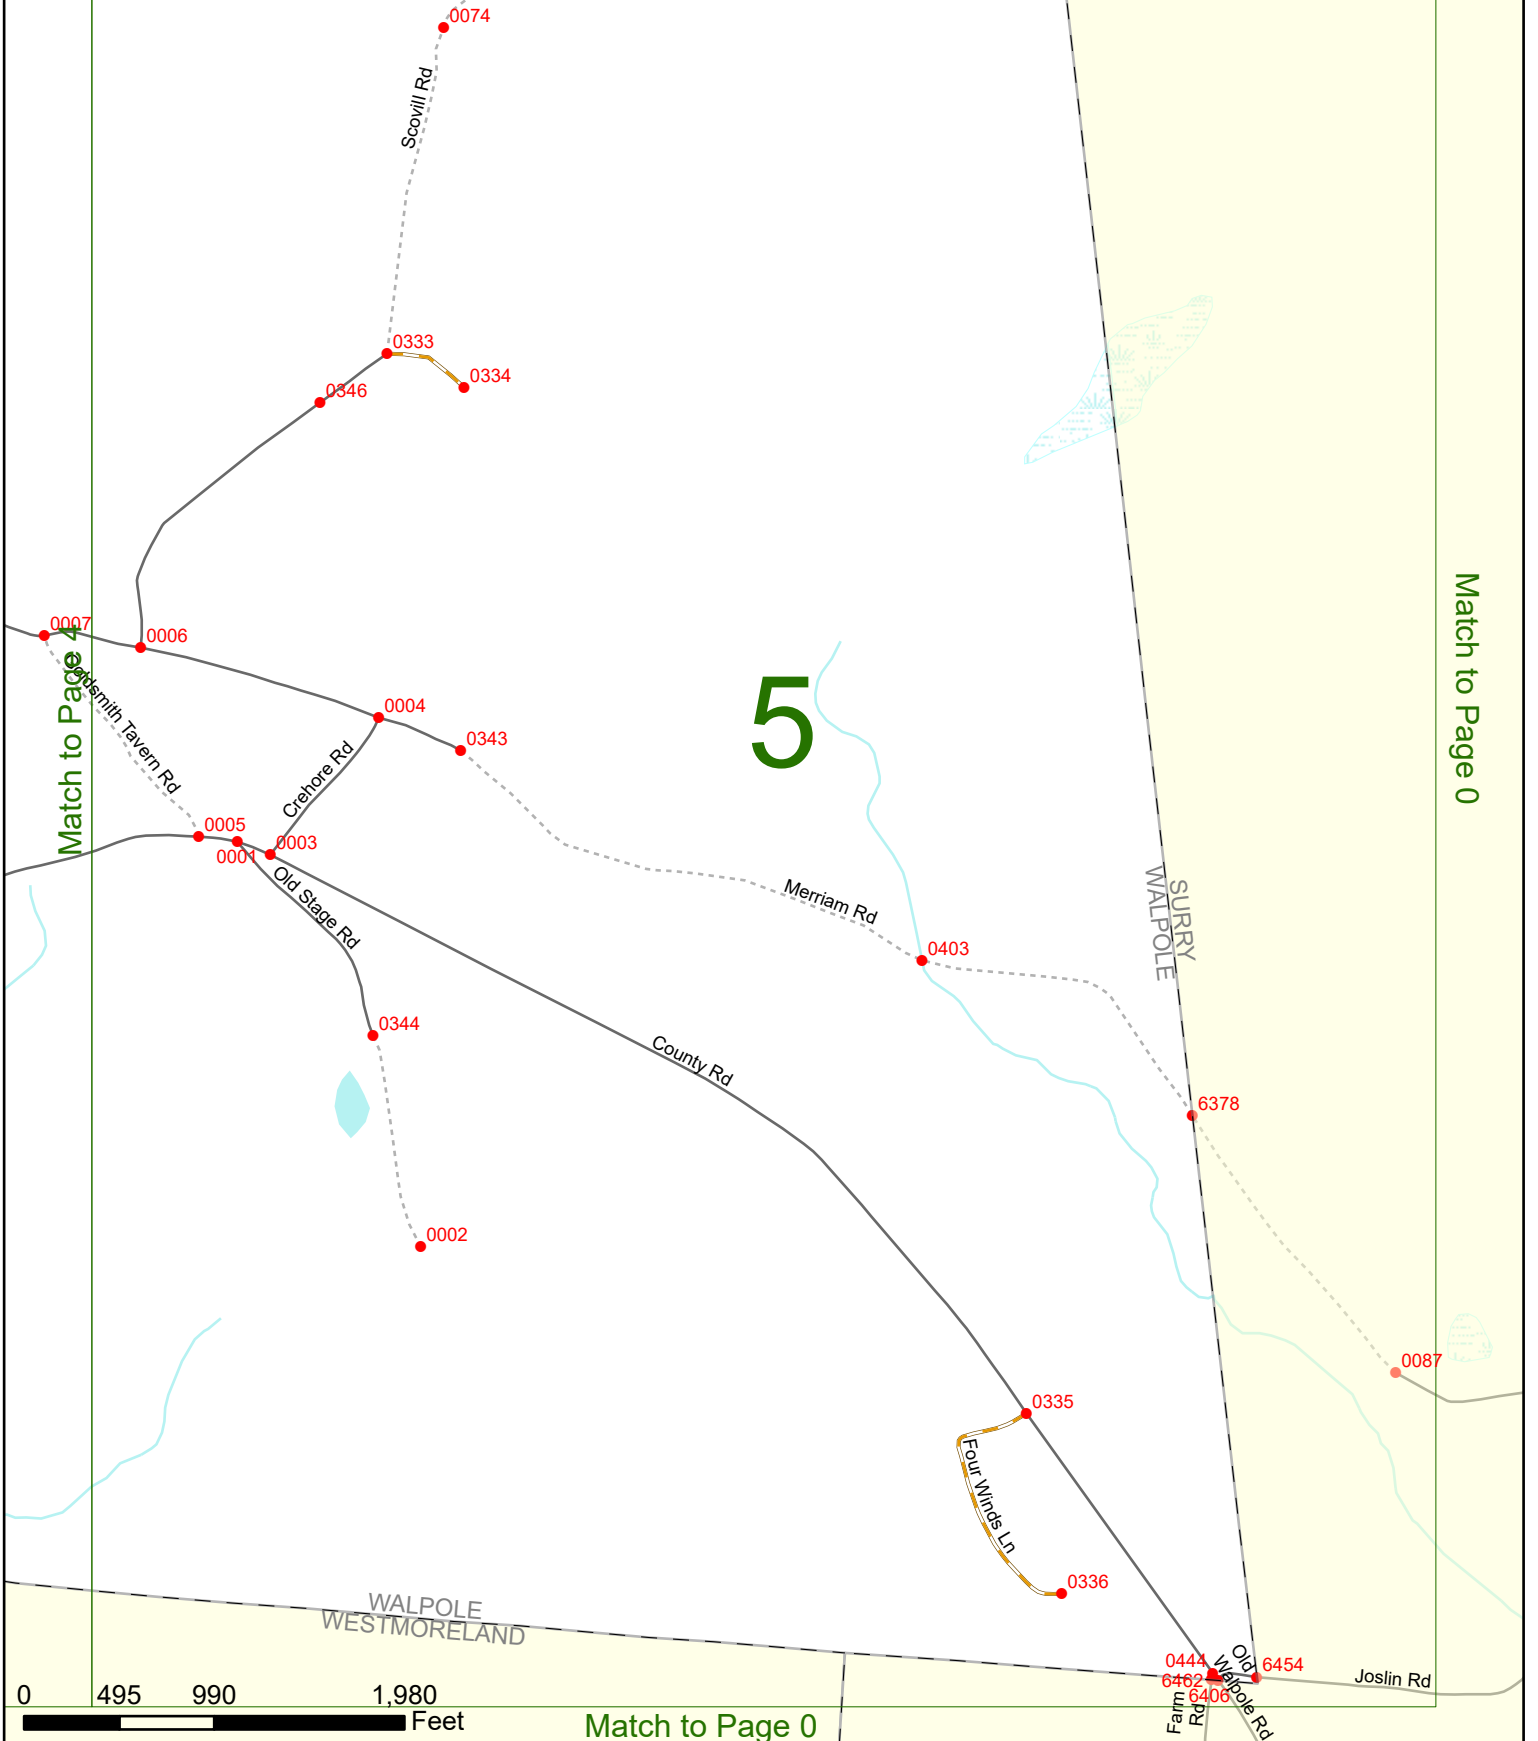 0074
Scovill Rd
0333
0334
0346
0007
0006
Match to Page 4
Goldsmith Tavern Rd
0004
0343
5
Match to Page 0
Crehore Rd
0005
0003
0001
Old Stage Rd
Merriam Rd
0403
SURRY
WALPOLE
0344
County Rd
6378
0002
0087
0335
Four Winds Ln
0336
WALPOLE
WESTMORELAND
0444
6462
6406
6454
Old
Walpole Rd
Joslin Rd
Farm
Rd
0 495 990 1,980
Feet
Match to Page 0